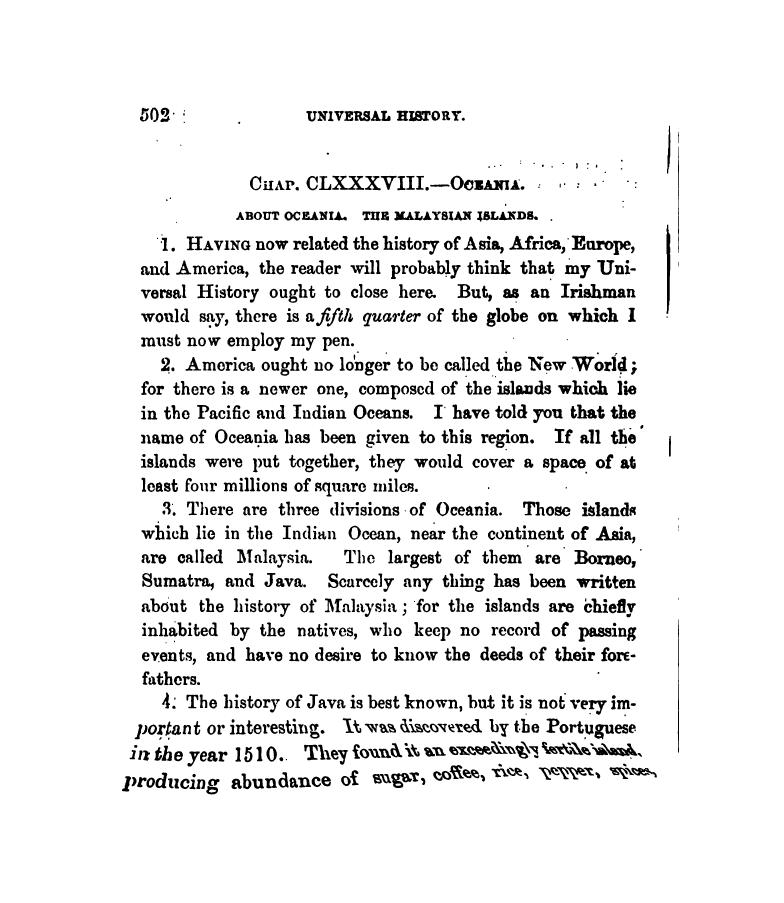 502 UNIVERSAL HISTORY.
CHAP. CLXXXVIII.—OCEANIA.
ABOUT OCEANIA. THE MALAYSIAN ISLANDS.
1. HAVING now related the history of Asia, Africa, Europe,
and America, the reader will probably think that my Uni-
versal History ought to close here. But, as an Irishman
would say, there is a fifth quarter of the globe on which I
must now employ my pen.
2. America ought no longer to be called the New World;
for there is a newer one, composed of the islands which lie
in the Pacific and Indian Oceans. I have told you that the
name of Oceania has been given to this region. If all the
islands were put together, they would cover a space of at
least four millions of square miles.
3. There are three divisions of Oceania. Those islands
which lie in the Indian Ocean, near the continent of Asia,
are called Malaysia. The largest of them are Borneo,
Sumatra, and Java. Scarcely any thing has been written
about the history of Malaysia; for the islands are chiefly
inhabited by the natives, who keep no record of passing
events, and have no desire to know the deeds of their fore-
fathers.
4. The history of Java is best known, but it is not very im-
portant or interesting. It was discovered by the Portuguese
in the year 1510. They found it an exceedingly fertile island,
producing abundance of sugar, coffee, rice, pepper, spices,